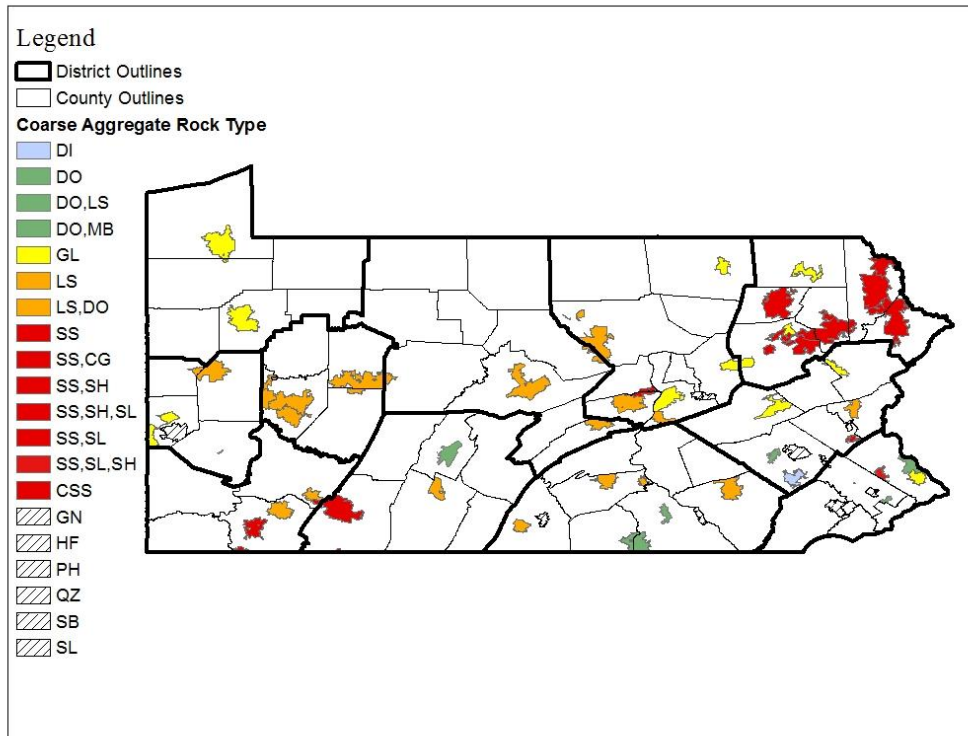 Legend
District Outlines
County Outlines
Coarse Aggregate Rock Type
DI
DO
DO,LS
DO,MB
GL
LS
LS,DO
SS
SS,CG
SS,SH
SS,SH,SL
SS,SL
SS,SL,SH
CSS
GN
HF
PH
QZ
SB
SL